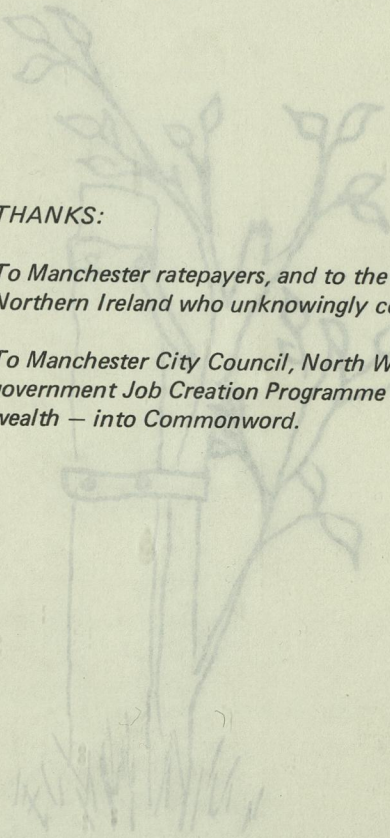 THANKS:
To Manchester ratepayers, and to the
Northern Ireland who unknowingly
To Manchester City Council, North
government Job Creation Programme
wealth — into Commonword.